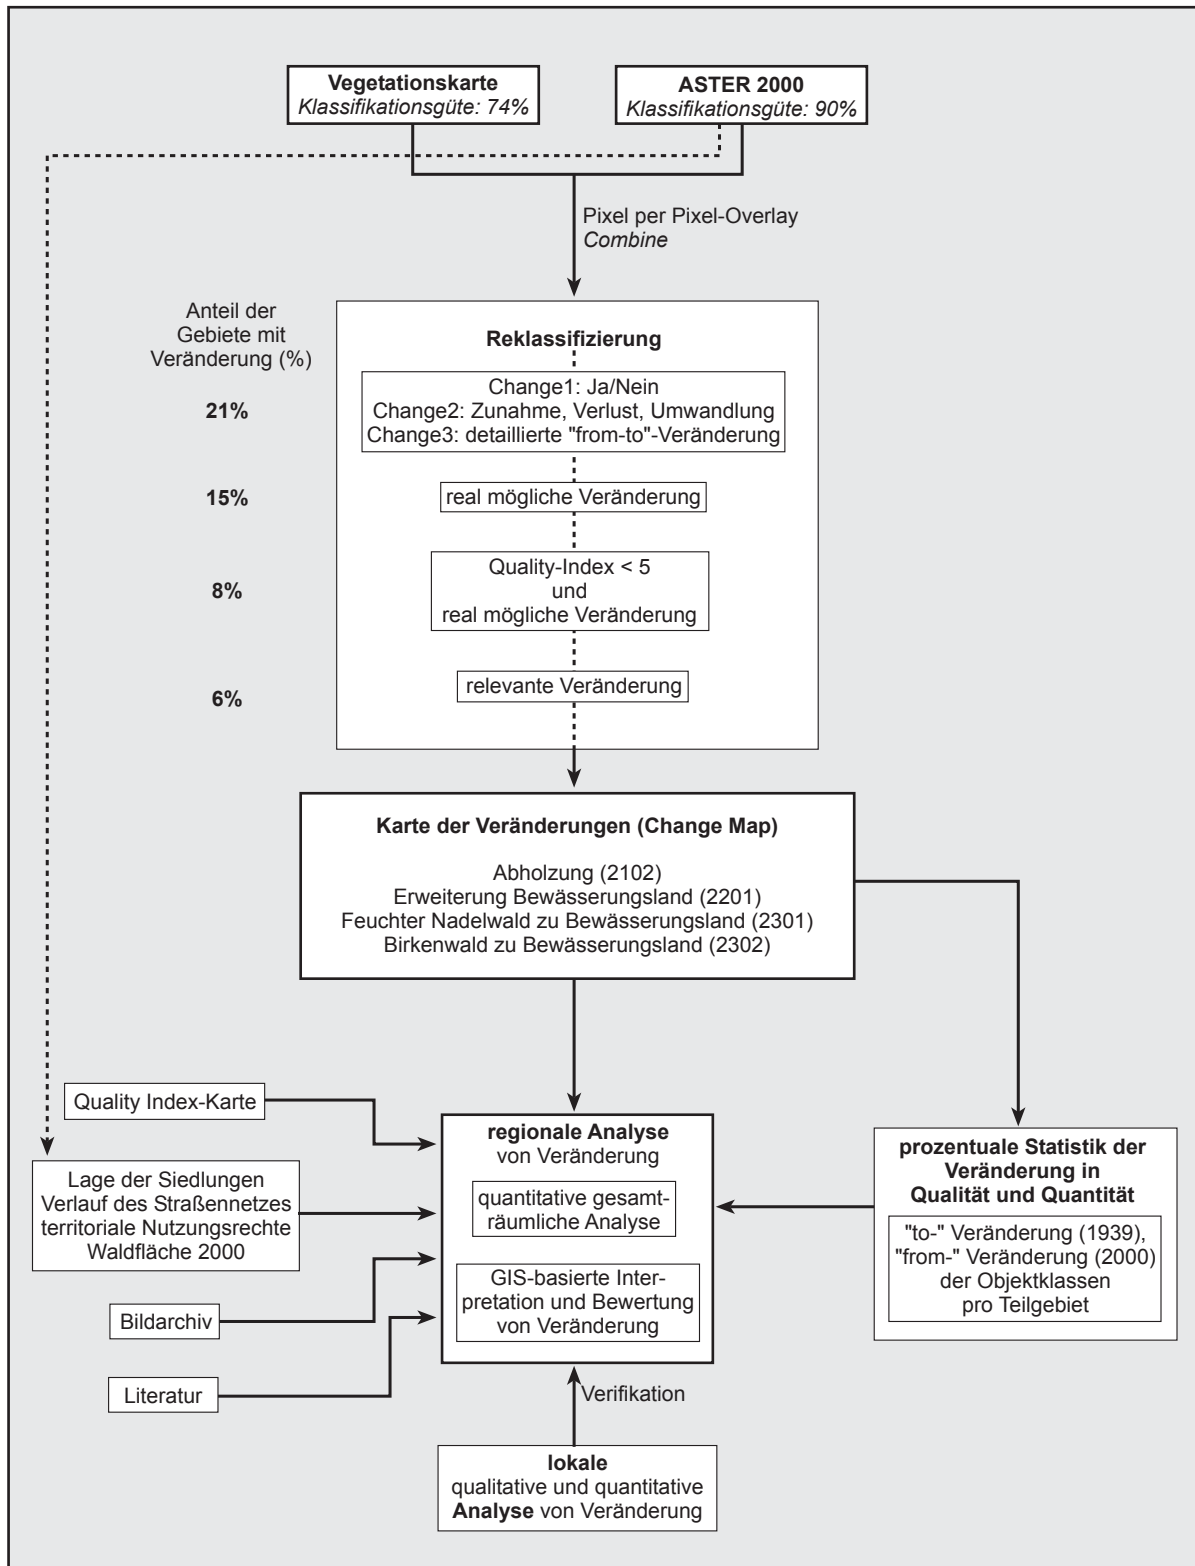 Vegetationskarte
Klassifikationsgüte: 74%
ASTER 2000
Klassifikationsgüte: 90%
Pixel per Pixel-Overlay
Combine
Anteil der
Gebiete mit
Veränderung (%)
Reklassifizierung
21%
Change1: Ja/Nein
Change2: Zunahme, Verlust, Umwandlung
Change3: detaillierte "from-to"-Veränderung
15%
real mögliche Veränderung
8%
Quality-Index < 5
und
real mögliche Veränderung
6%
relevante Veränderung
Karte der Veränderungen (Change Map)
Abholzung (2102)
Erweiterung Bewässerungsland (2201)
Feuchter Nadelwald zu Bewässerungsland (2301)
Birkenwald zu Bewässerungsland (2302)
Quality Index-Karte
Lage der Siedlungen
Verlauf des Straßennetzes
territoriale Nutzungsrechte
Waldfläche 2000
Bildarchiv
Literatur
regionale Analyse
von Veränderung
quantitative gesamt-
räumliche Analyse
GIS-basierte Inter-
pretation und Bewertung
von Veränderung
prozentuale Statistik der
Veränderung in
Qualität und Quantität
"to-" Veränderung (1939),
"from-" Veränderung (2000)
der Objektklassen
pro Teilgebiet
Verifikation
lokale
qualitative und quantitative
Analyse von Veränderung